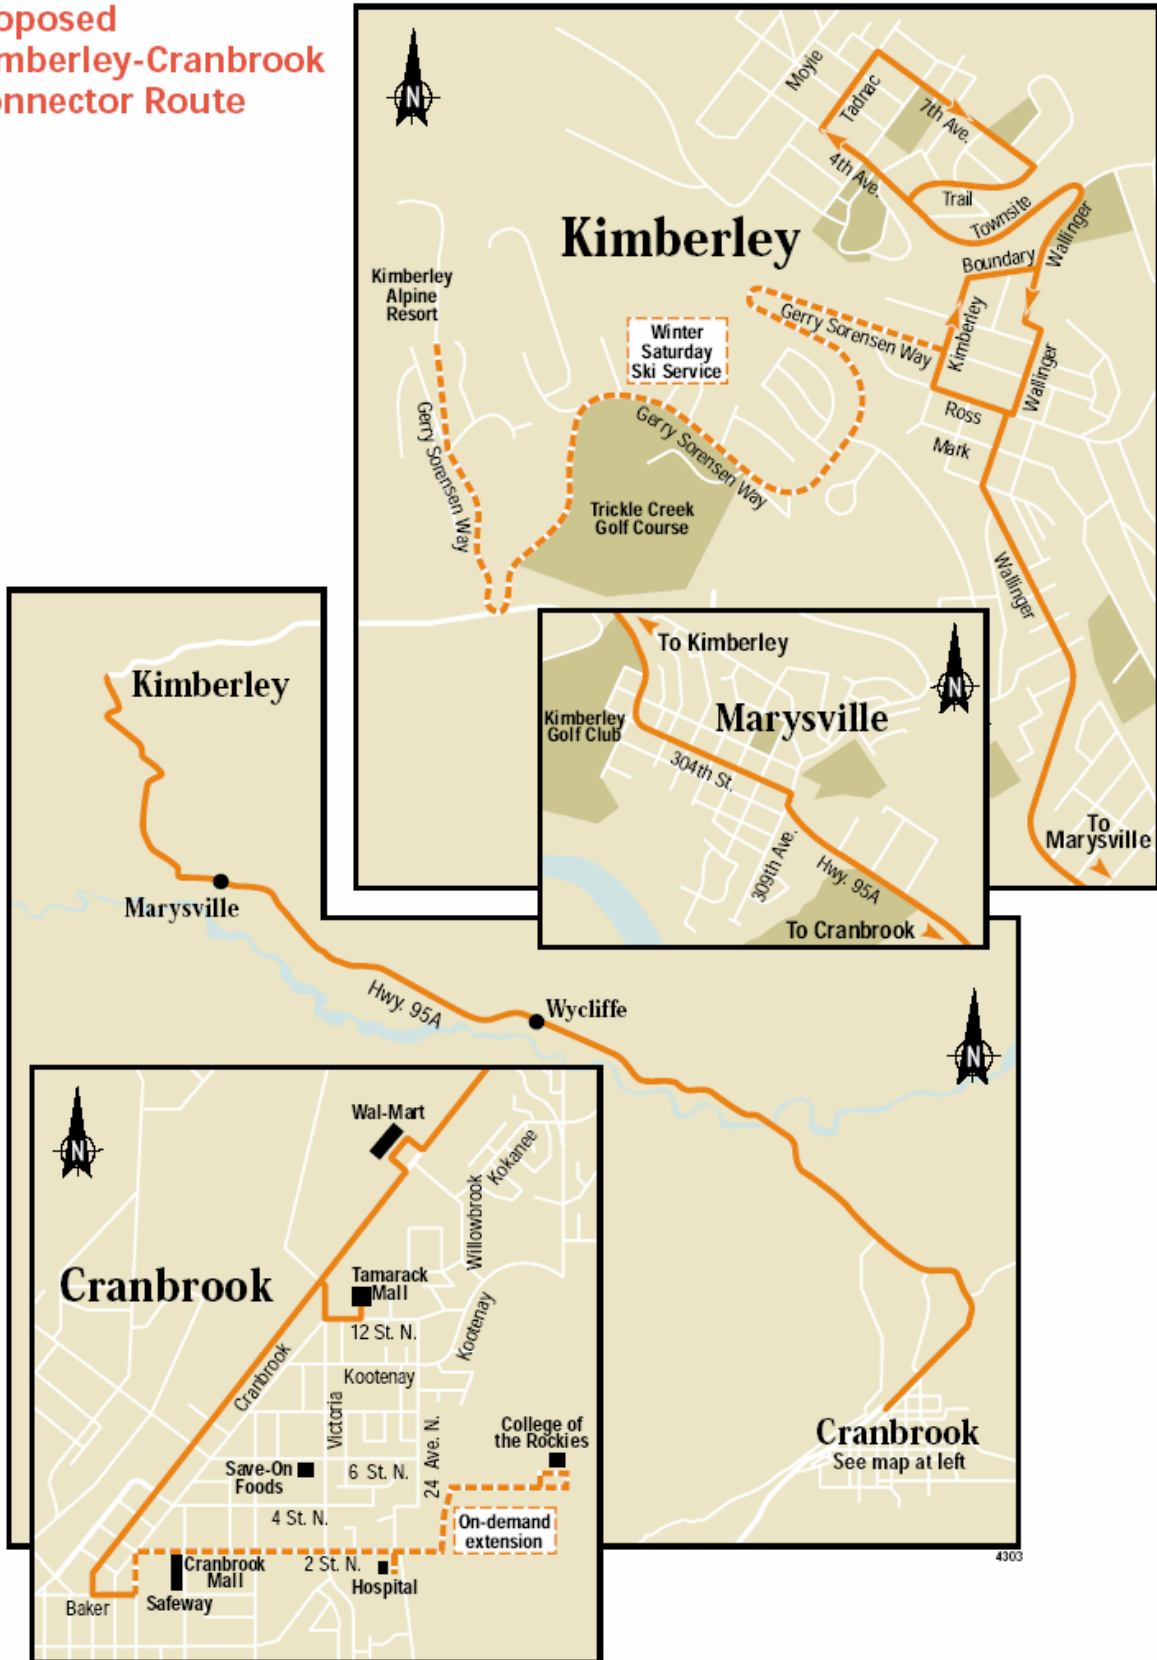 oposed
mberley-Cranbrook
onnector Route
N
Moyie
Tadnac
7th Ave.
4th Ave.
Trail
Townsite
Wallinger
Boundary
Kimberley
Kimberley
Alpine
Resort
Winter
Saturday
Ski Service
Gerry Sorensen Way
Kimberley
Wallinger
Ross
Mark
Gerry Sorensen Way
Gerry Sorensen Way
Trickle Creek
Golf Course
Wallinger
To
Marysville
To Kimberley
N
Marysville
Kimberley
Golf Club
304th St.
309th Ave.
Hwy. 95A
To Cranbrook
Kimberley
Marysville
Hwy. 95A
Wycliffe
N
Cranbrook
See map at left
4303
N
Wal-Mart
Kokanee
Willowbrook
Cranbrook
Tamarack
Mall
12 St. N.
Kootenay
Cranbrook
Kootenay
Victoria
24 Ave. N.
College of
the Rockies
Save-On
Foods
6 St. N.
4 St. N.
On-demand
extension
Cranbrook
Mall
2 St. N.
Hospital
Safeway
Baker